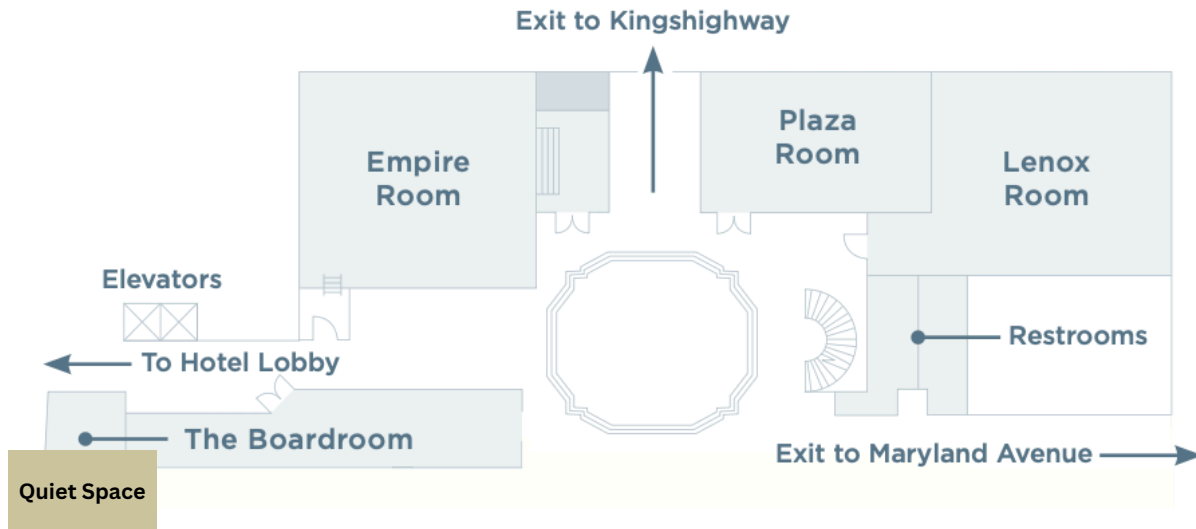 Exit to Kingshighway
Empire
Room
Plaza
Room
Lenox
Room
Elevators
To Hotel Lobby
Restrooms
The Boardroom
Exit to Maryland Avenue
Quiet Space